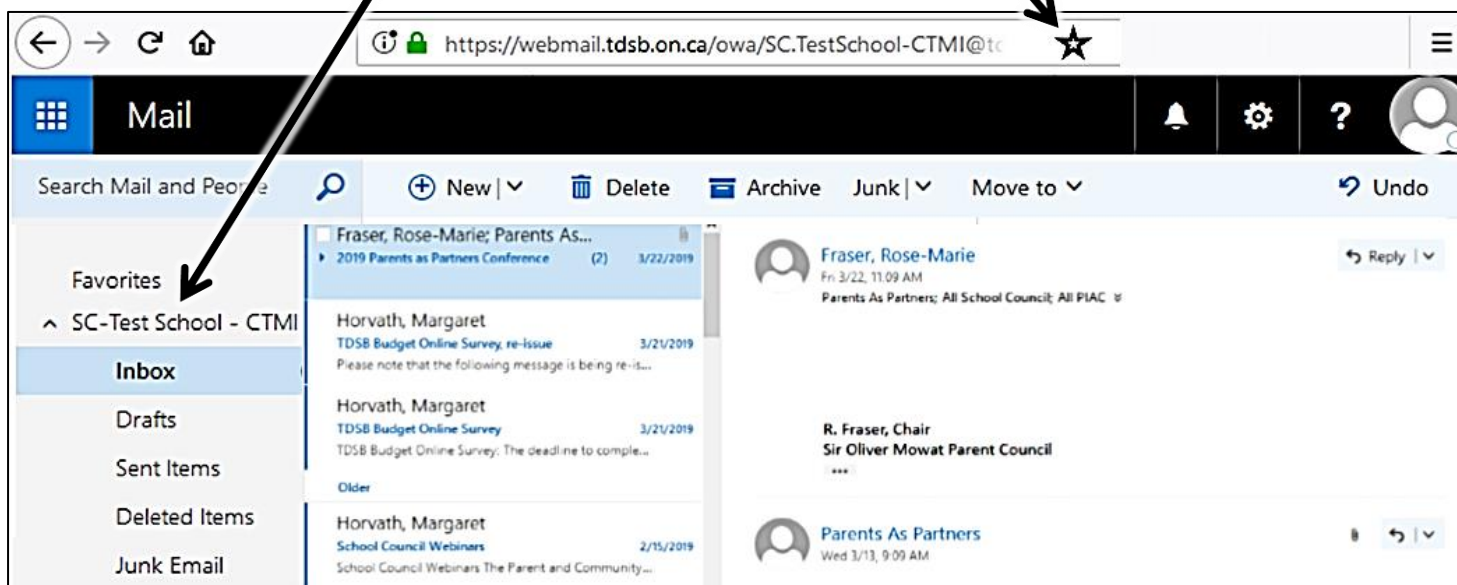 https://webmail.tdsb.on.ca/owa/SC.TestSchool-CTMI@
Mail
?
Search Mail and People
New
Delete
Archive
Junk
Move to
Undo
Favorites
SC-Test School - CTMI
Inbox
Drafts
Sent Items
Deleted Items
Junk Email
Fraser, Rose-Marie; Parents As...
2019 Parents as Partners Conference (2) 3/22/2019
Horvath, Margaret
TDSB Budget Online Survey, re-issue 3/21/2019
Please note that the following message is being re-is...
Horvath, Margaret
TDSB Budget Online Survey 3/21/2019
TDSB Budget Online Survey: The deadline to comple...
Older
Horvath, Margaret
School Council Webinars 2/15/2019
School Council Webinars The Parent and Community...
Fraser, Rose-Marie
Reply
Fri 3/22, 11:09 AM
Parents As Partners; All School Council; All PIAC
R. Fraser, Chair
Sir Oliver Mowat Parent Council
...
Parents As Partners
Wed 3/13, 9:09 AM